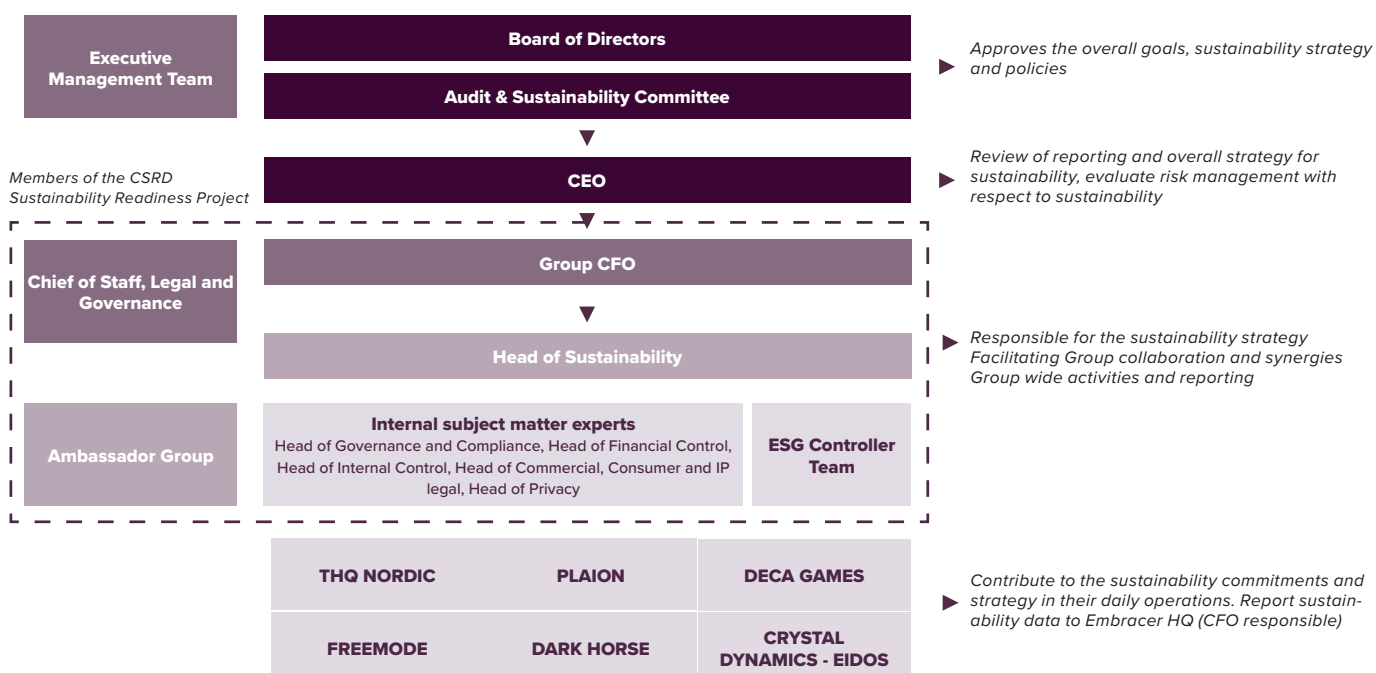 Executive
Management Team
Board of Directors
Audit & Sustainability Committee
Approves the overall goals, sustainability strategy
and policies
Members of the CSRD
Sustainability Readiness Project
CEO
Review of reporting and overall strategy for
sustainability, evaluate risk management with
respect to sustainability
Chief of Staff, Legal and
Governance
Group CFO
Head of Sustainability
Responsible for the sustainability strategy
Facilitating Group collaboration and synergies
Group wide activities and reporting
Ambassador Group
Internal subject matter experts
Head of Governance and Compliance, Head of Financial Control,
Head of Internal Control, Head of Commercial, Consumer and IP
legal, Head of Privacy
ESG Controller
Team
THQ NORDIC
PLAION
DECA GAMES
FREEMODE
DARK HORSE
CRYSTAL
DYNAMICS - EIDOS
Contribute to the sustainability commitments and
strategy in their daily operations. Report sustain-
ability data to Embracer HQ (CFO responsible)